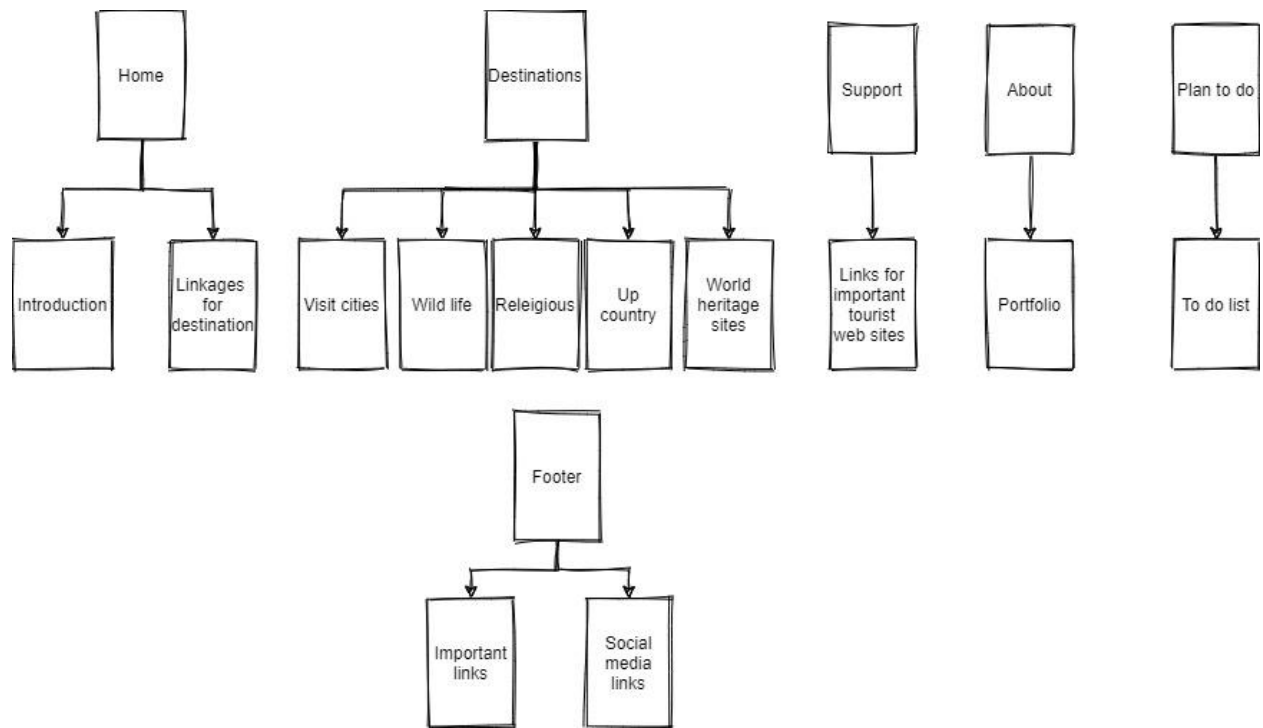 Home
Destinations
Support
About
Plan to do
Introduction
Linkages
for
destination
Visit cities
Wild life
Releigious
Up
country
World
heritage
sites
Links for
important
tourist
web sites
Portfolio
To do list
Footer
Important
links
Social
media
links